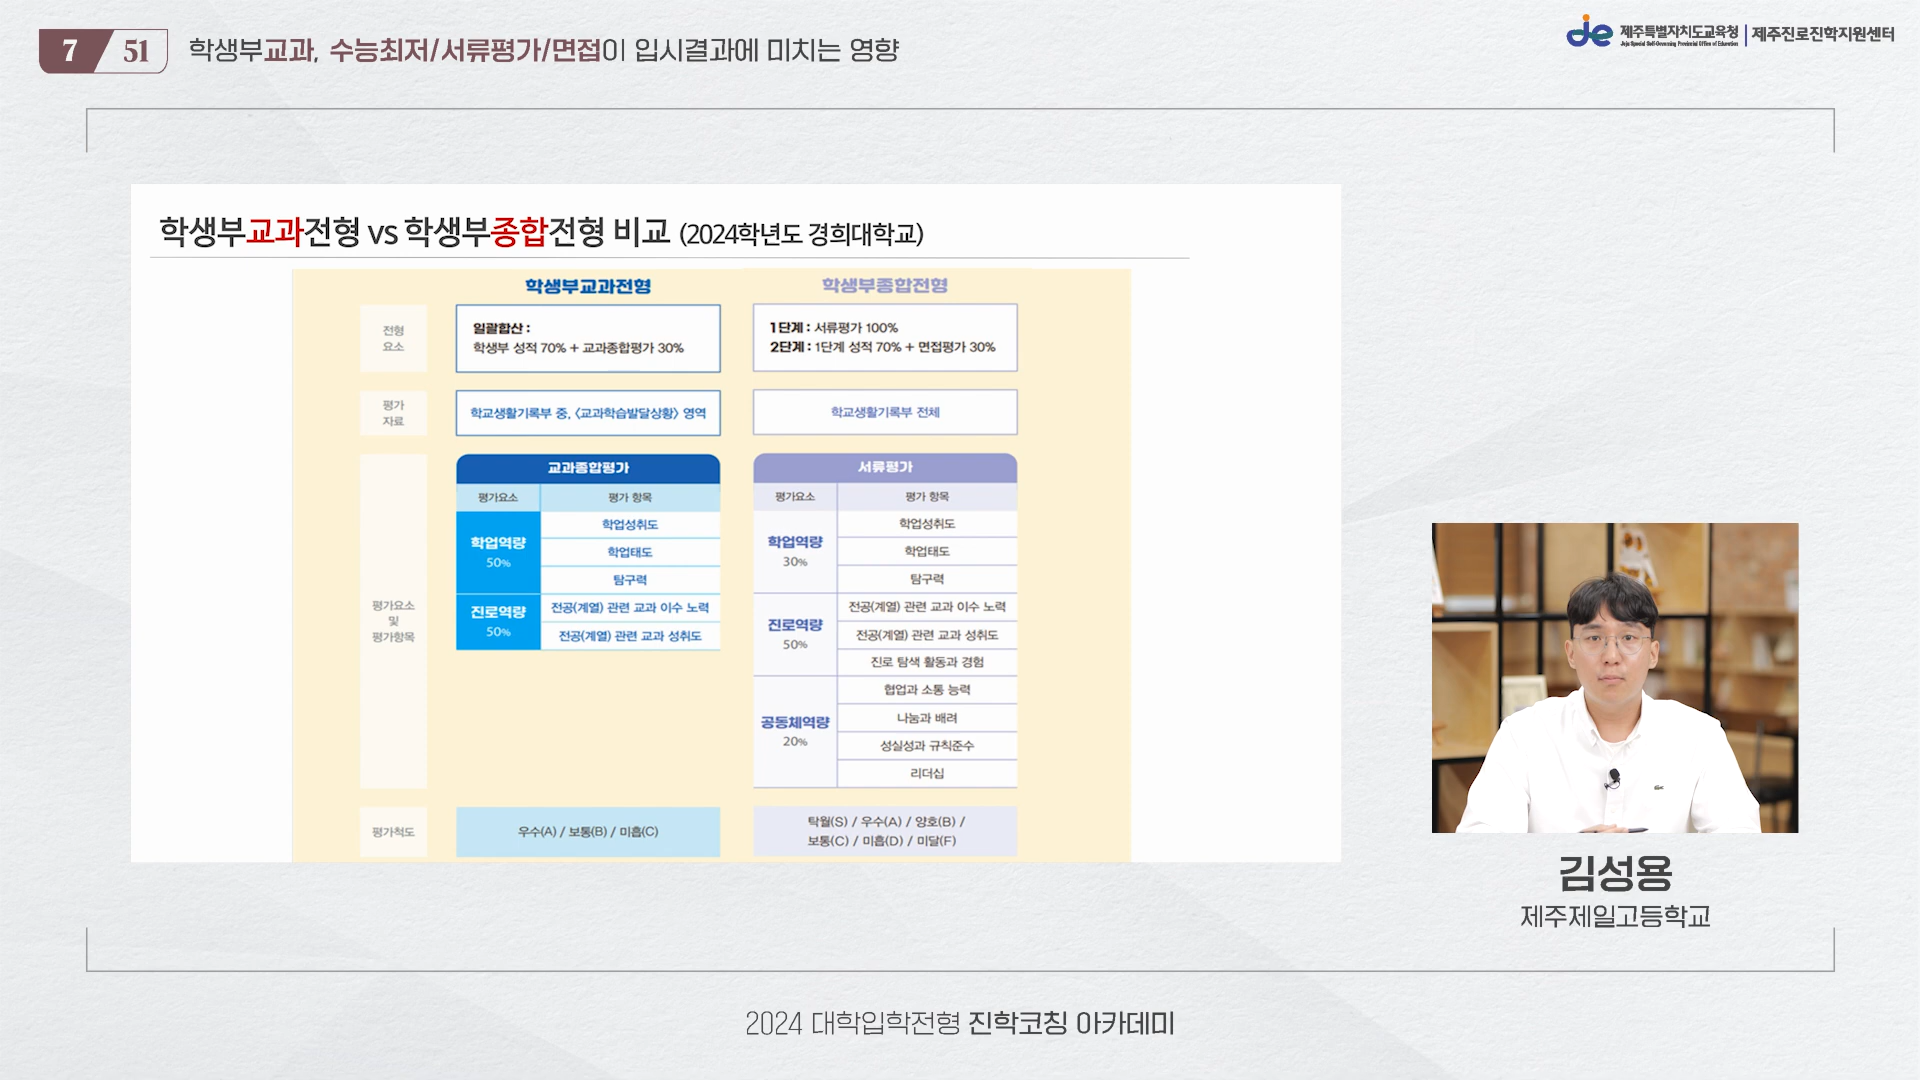 7 51 학생부교과, 수능최저/서류평가/면접이 입시결과에 미치는 영향
제주특별자치도교육청 제주진로진학지원센터
Jeju Special Self-Governing Provincial Office of Education
학생부교과전형 vs 학생부종합전형 비교 (2024학년도 경희대학교)
학생부교과전형 학생부종합전형
전형
요소
일괄합산 :
학생부 성적 70% + 교과종합평가 30%
1단계 : 서류평가 100%
2단계 : 1단계 성적 70% + 면접평가 30%
평가
자료
학교생활기록부 중, <교과학습발달상황> 영역
학교생활기록부 전체
평가요소
및
평가항목
교과종합평가
평가요소 평가 항목
학업역량
50%
학업성취도
학업태도
탐구력
진로역량
50%
전공(계열) 관련 교과 이수 노력
전공(계열) 관련 교과 성취도
서류평가
평가요소 평가 항목
학업역량
30%
학업성취도
학업태도
탐구력
진로역량
50%
전공(계열) 관련 교과 이수 노력
전공(계열) 관련 교과 성취도
진로 탐색 활동과 경험
공동체역량
20%
협업과 소통 능력
나눔과 배려
성실성과 규칙준수
리더십
평가척도
우수(A) / 보통(B) / 미흡(C)
탁월(S) / 우수(A) / 양호(B) /
보통(C) / 미흡(D) / 미달(F)
김성용
제주제일고등학교
2024 대학입학전형 진학코칭 아카데미